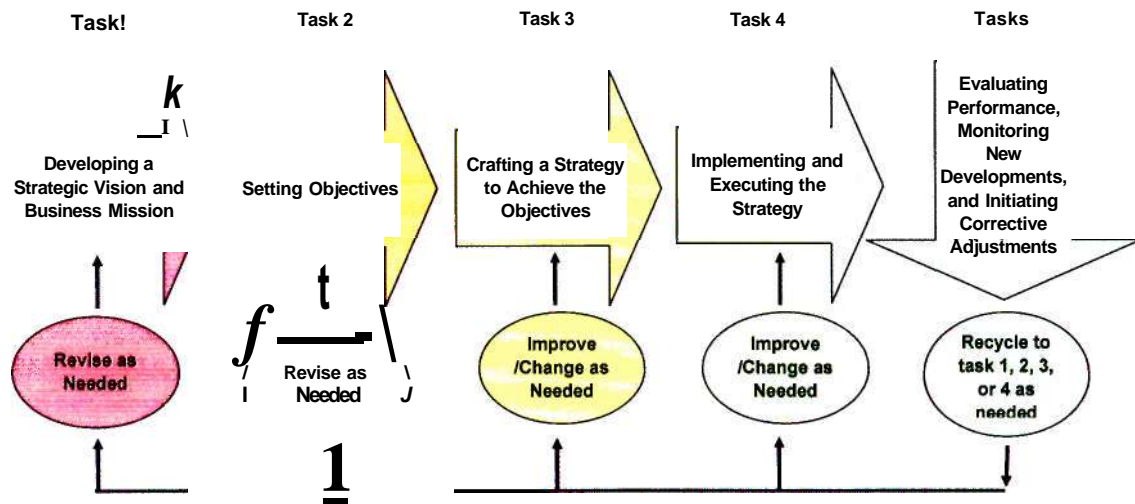 Task!
Task 2
Task 3
Task 4
Tasks
k
I \
Developing a
Strategic Vision and
Business Mission
Setting Objectives
Crafting a Strategy
to Achieve the
Objectives
Implementing and
Executing the
Strategy
Evaluating
Performance,
Monitoring
New
Developments,
and Initiating
Corrective
Adjustments
Revise as
Needed
t
f
\
Revise as
i Needed J
Improve
/Change as
Needed
Improve
/Change as
Needed
Recycle to
task 1, 2, 3,
or 4 as
needed
1